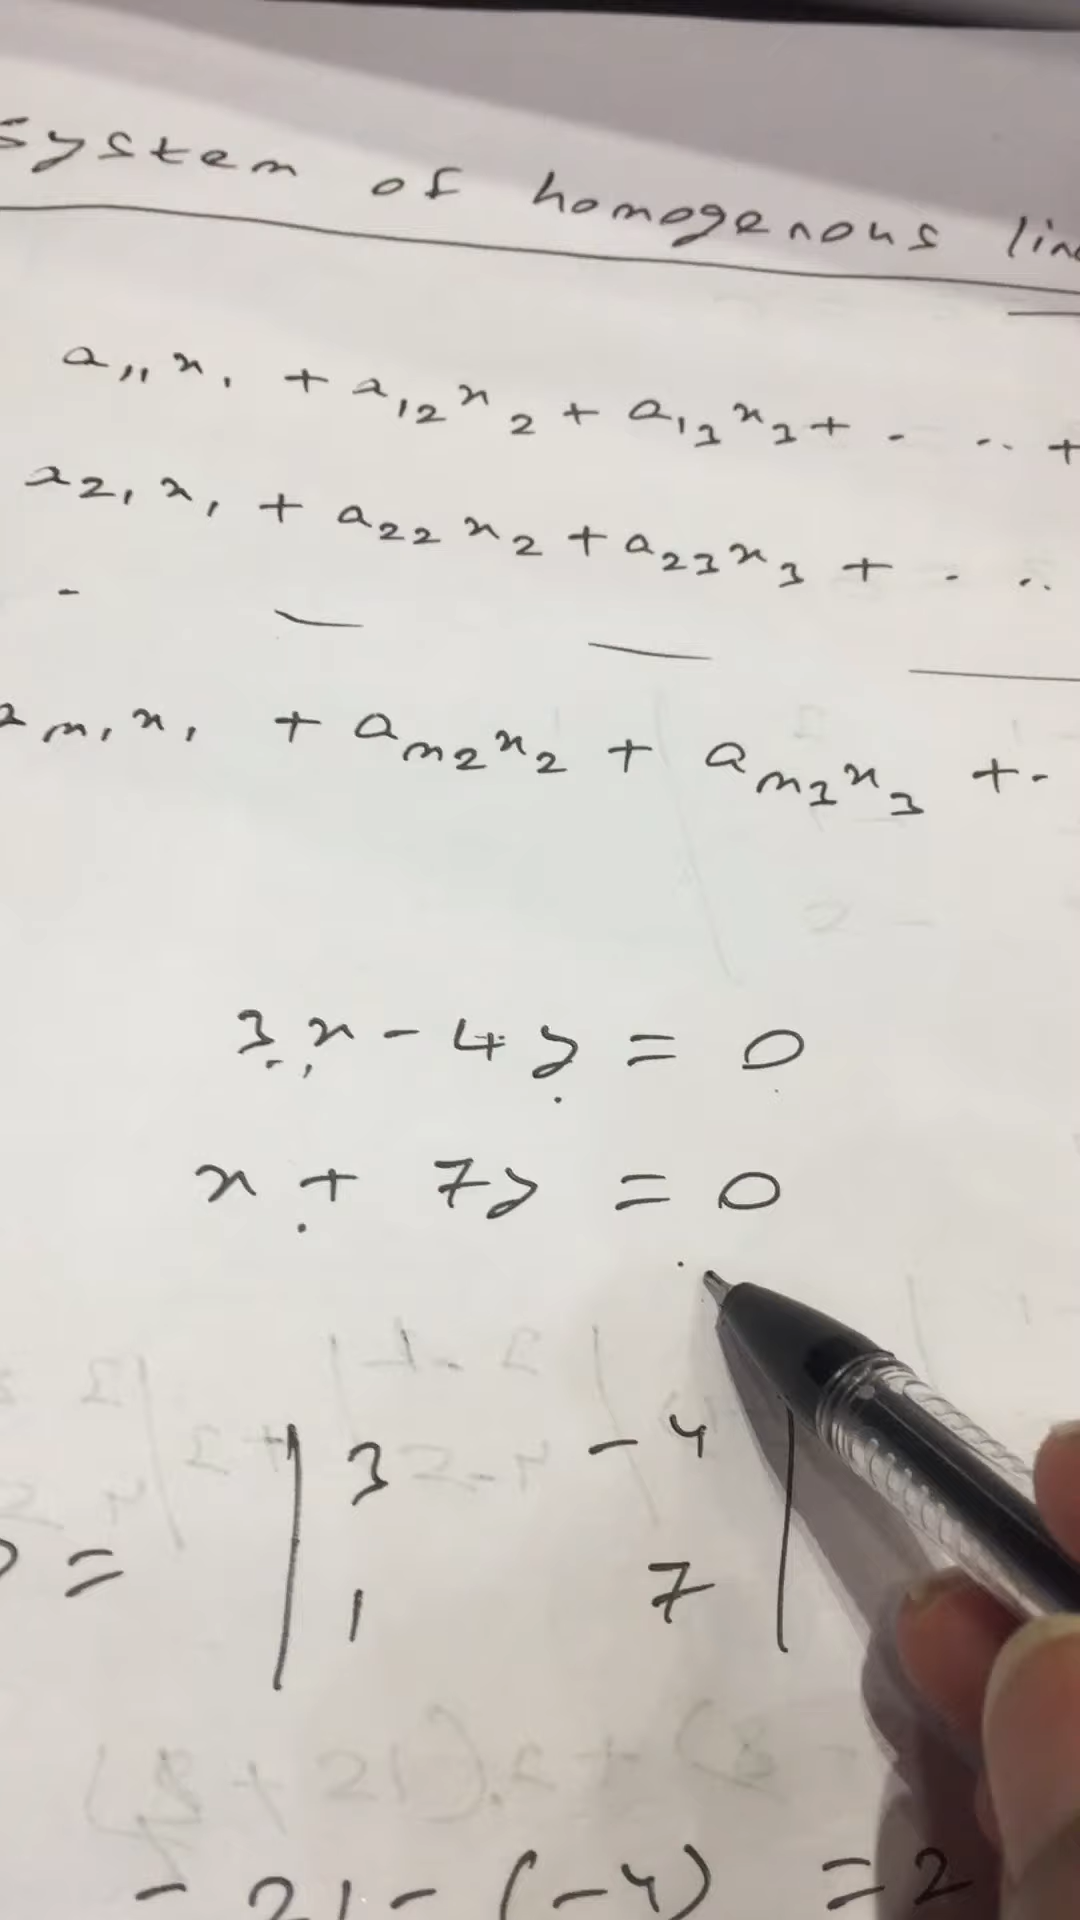 system of homogenous
a₁₁x₁ + a₁₂x₂ + a₁₃x₃ + . .. +
a₂₁x₁ + a₂₂x₂ + a₂₃x₃ + . ..
aₘ₁x₁ + aₘ₂x₂ + aₘ₃x₃ + -
3x - 4y = 0
x + 7y = 0
= | 3 -4 |
| 1 7 |
= 21 - (-4) = 2